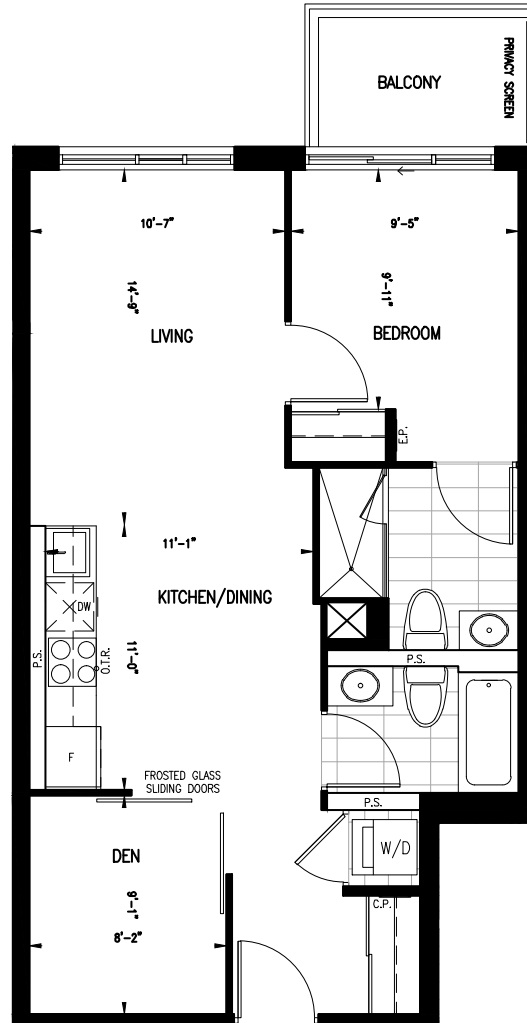 BALCONY
PRIVACY SCREEN
10'-7"
9'-5"
14'-9"
9'-11"
LIVING
BEDROOM
E.P.
11'-1"
KITCHEN/DINING
DW
P.S.
O.T.R.
11'-0"
P.S.
F
FROSTED GLASS
SLIDING DOORS
P.S.
DEN
W/D
9'-1"
C.P.
8'-2"